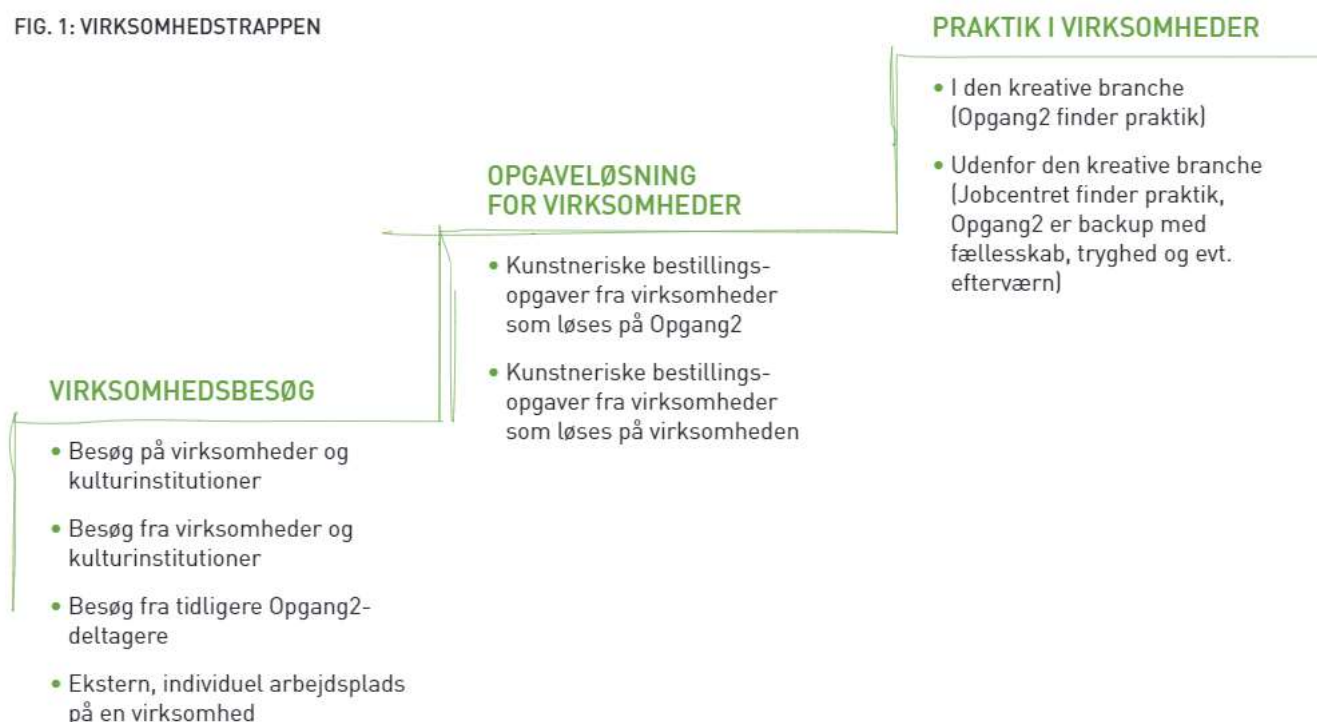 FIG. 1: VIRKSOMHEDSTRAPPEN
VIRKSOMHEDSBESØG
• Besøg på virksomheder og
kulturinstitutioner
• Besøg fra virksomheder og
kulturinstitutioner
• Besøg fra tidligere Opgang2-
deltagere
• Ekstern, individuel arbejdsplads
på en virksomhed
OPGAVELØSNING
FOR VIRKSOMHEDER
• Kunstneriske bestillings-
opgaver fra virksomheder
som løses på Opgang2
• Kunstneriske bestillings-
opgaver fra virksomheder
som løses på virksomheden
PRAKTIK I VIRKSOMHEDER
• I den kreative branche
(Opgang2 finder praktik)
• Udenfor den kreative branche
(Jobcentret finder praktik,
Opgang2 er backup med
fællesskab, tryghed og evt.
efterværn)